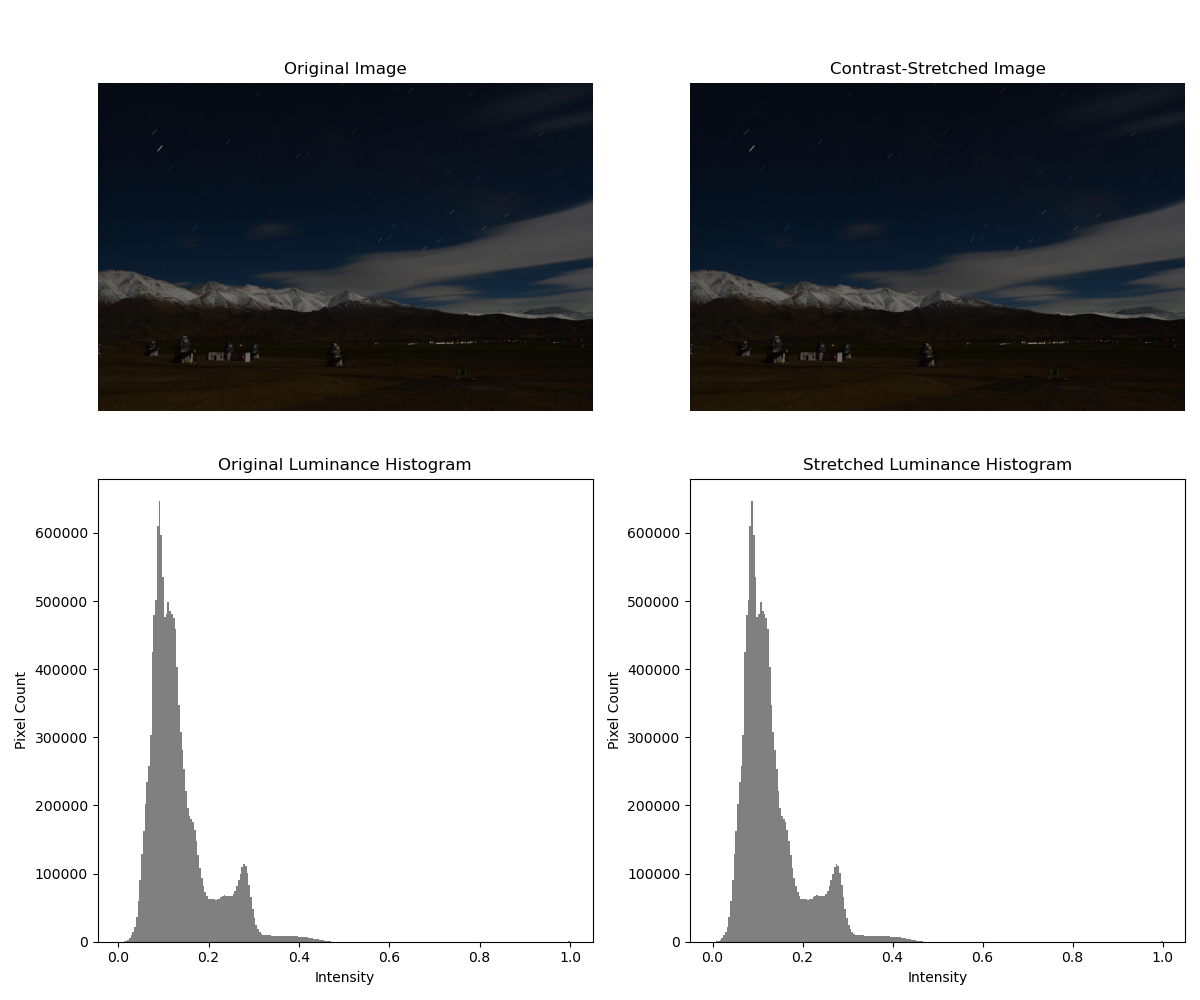 Original Image
Contrast-Stretched Image
Original Luminance Histogram
Stretched Luminance Histogram
600000
500000
400000
300000
200000
100000
0
Pixel Count
0.0 0.2 0.4 0.6 0.8 1.0
Intensity
600000
500000
400000
300000
200000
100000
0
Pixel Count
0.0 0.2 0.4 0.6 0.8 1.0
Intensity